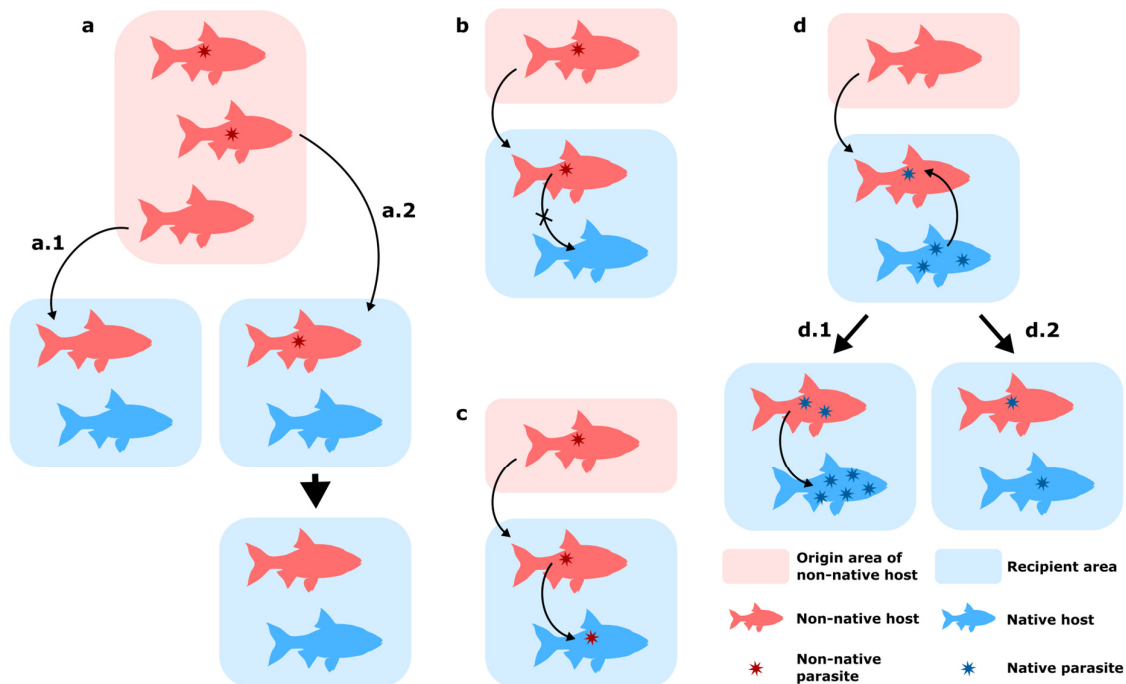 a
b
d
a.2
a.1
d.1
d.2
c
Origin area of
non-native host
Recipient area
Non-native host
Native host
Non-native
parasite
Native parasite